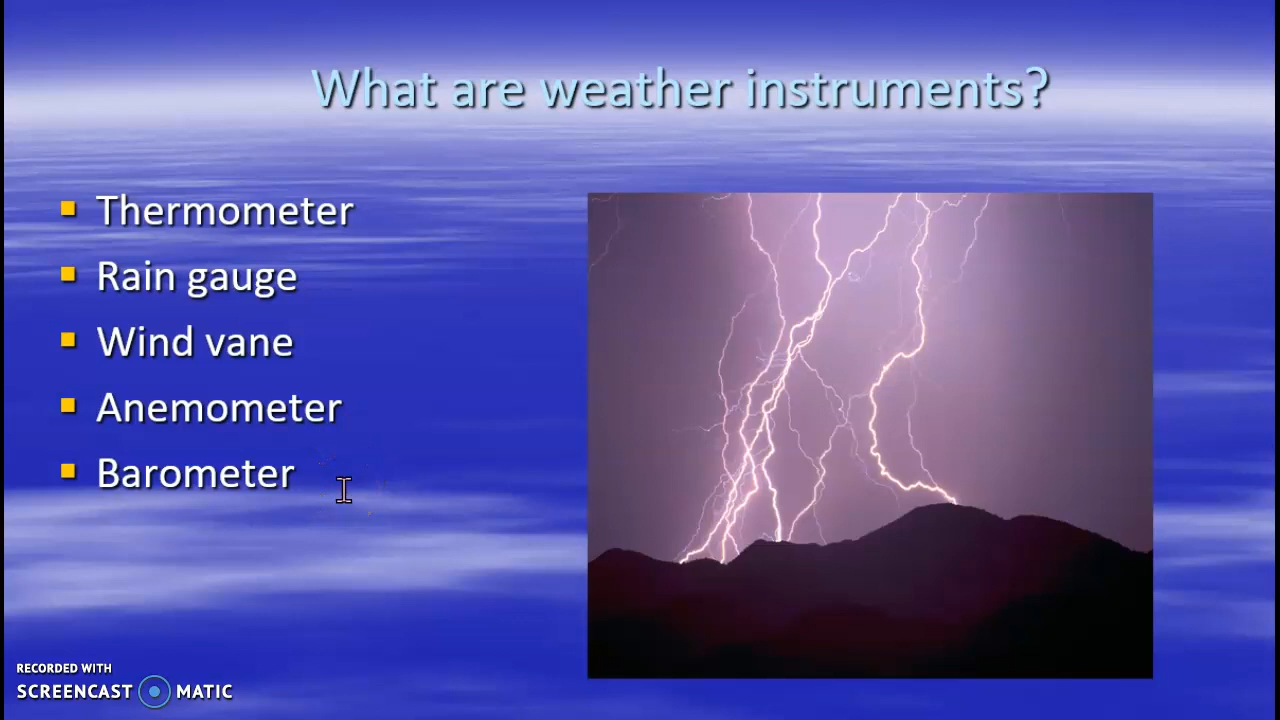 What are weather instruments?
Thermometer
Rain gauge
Wind vane
Anemometer
Barometer
RECORDED WITH
SCREENCAST MATIC